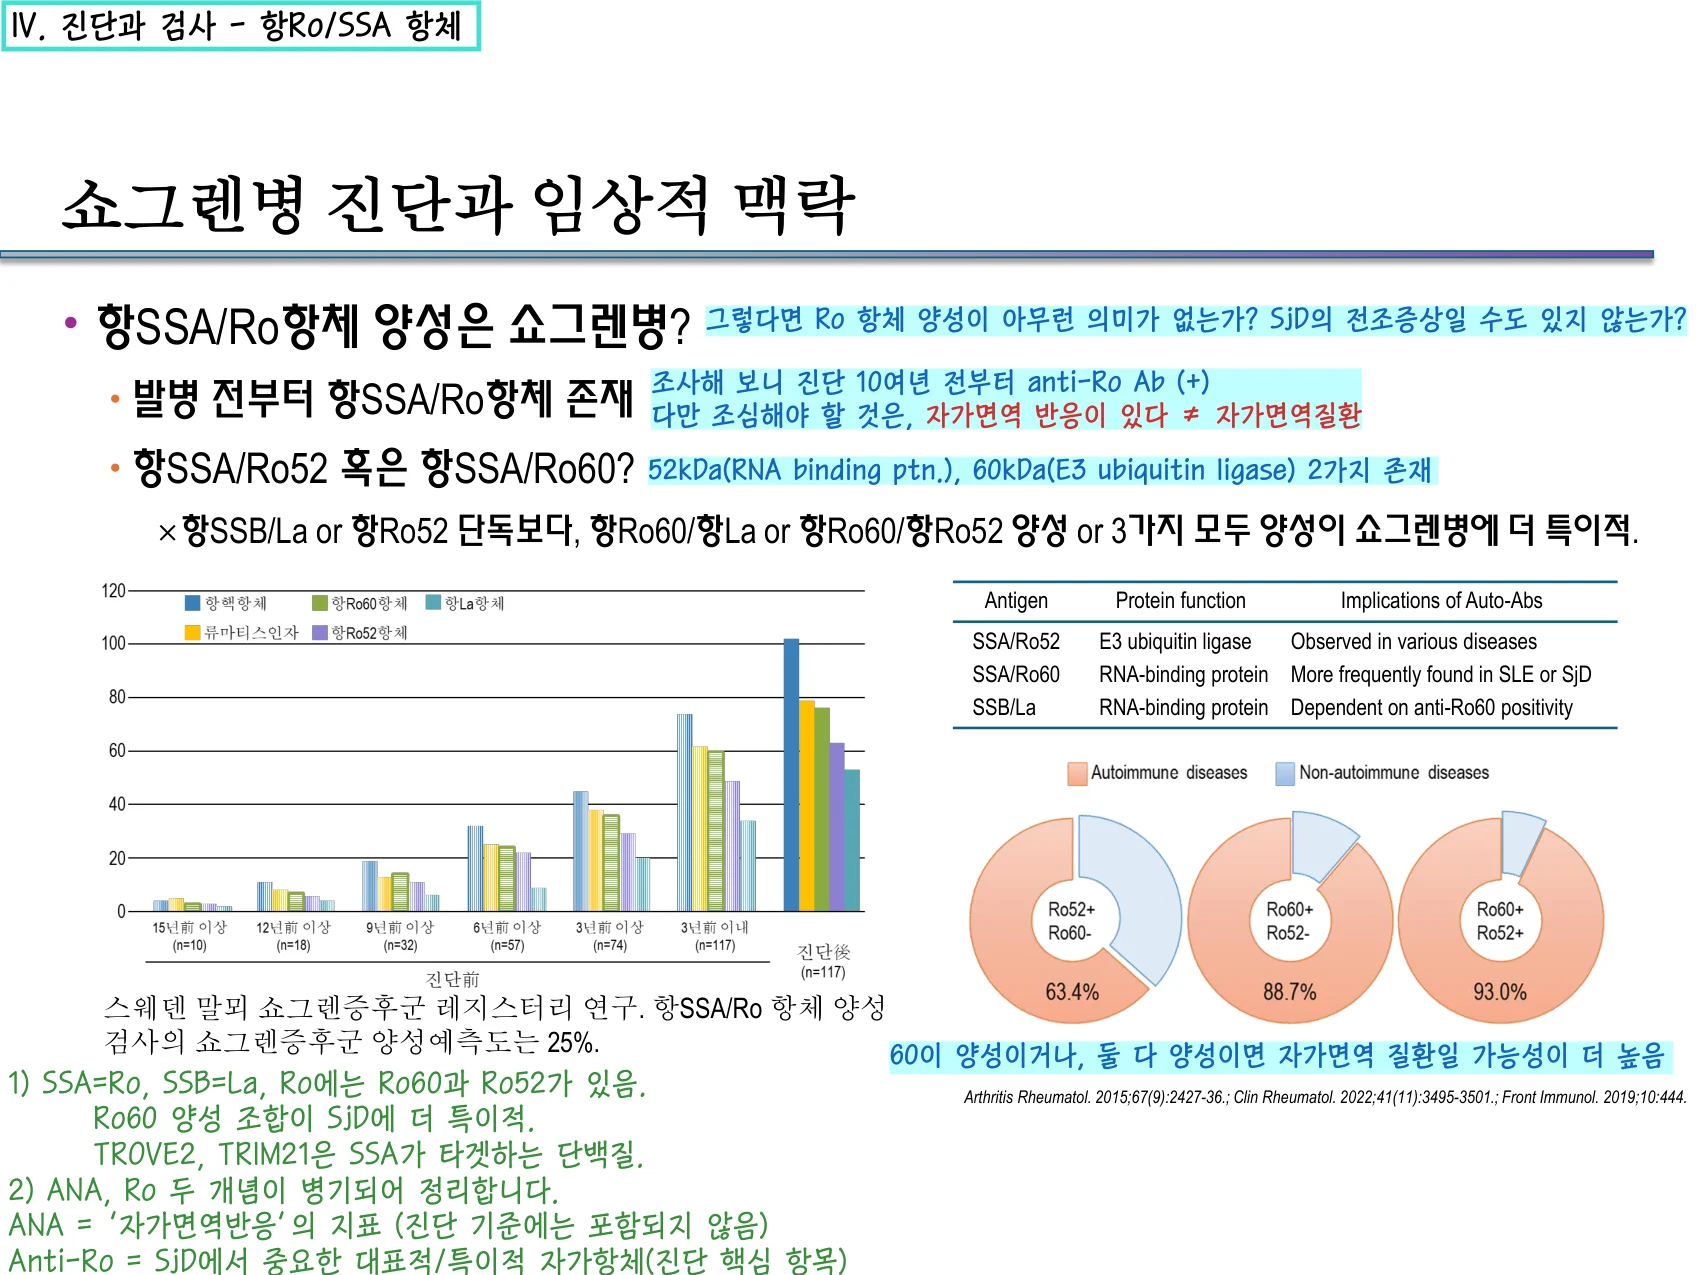 IV. 진단과 검사 - 항Ro/SSA 항체
쇼그렌병 진단과 임상적 맥락
• 항SSA/Ro항체 양성은 쇼그렌병?
그렇다면 Ro 항체 양성이 아무런 의미가 없는가? SjD의 전조증상일 수도 있지 않는가?
• 발병 전부터 항SSA/Ro항체 존재
조사해 보니 진단 10여년 전부터 anti-Ro Ab (+)
다만 조심해야 할 것은, 자가면역 반응이 있다 ≠ 자가면역질환
• 항SSA/Ro52 혹은 항SSA/Ro60?
52kDa(RNA binding ptn.), 60kDa(E3 ubiquitin ligase) 2가지 존재
× 항SSB/La or 항Ro52 단독보다, 항Ro60/항La or 항Ro60/항Ro52 양성 or 3가지 모두 양성이 쇼그렌병에 더 특이적.
120
100
80
60
40
20
0
항핵항체 항Ro60항체 항La항체
류마티스인자 항Ro52항체
15년前 이상 12년前 이상 9년前 이상 6년前 이상 3년前 이상 3년前 이내
(n=10) (n=18) (n=32) (n=57) (n=74) (n=117)
진단前
진단後
(n=117)
스웨덴 말뫼 쇼그렌증후군 레지스터리 연구. 항SSA/Ro 항체 양성
검사의 쇼그렌증후군 양성예측도는 25%.
Antigen Protein function Implications of Auto-Abs
SSA/Ro52 E3 ubiquitin ligase Observed in various diseases
SSA/Ro60 RNA-binding protein More frequently found in SLE or SjD
SSB/La RNA-binding protein Dependent on anti-Ro60 positivity
Autoimmune diseases Non-autoimmune diseases
Ro52+
Ro60-
63.4%
Ro60+
Ro52-
88.7%
Ro60+
Ro52+
93.0%
60이 양성이거나, 둘 다 양성이면 자가면역 질환일 가능성이 더 높음
Arthritis Rheumatol. 2015;67(9):2427-36.; Clin Rheumatol. 2022;41(11):3495-3501.; Front Immunol. 2019;10:444.
1) SSA=Ro, SSB=La, Ro에는 Ro60과 Ro52가 있음.
Ro60 양성 조합이 SjD에 더 특이적.
TROVE2, TRIM21은 SSA가 타겟하는 단백질.
2) ANA, Ro 두 개념이 병기되어 정리합니다.
ANA = '자가면역반응'의 지표 (진단 기준에는 포함되지 않음)
Anti-Ro = SjD에서 중요한 대표적/특이적 자가항체(진단 핵심 항목)